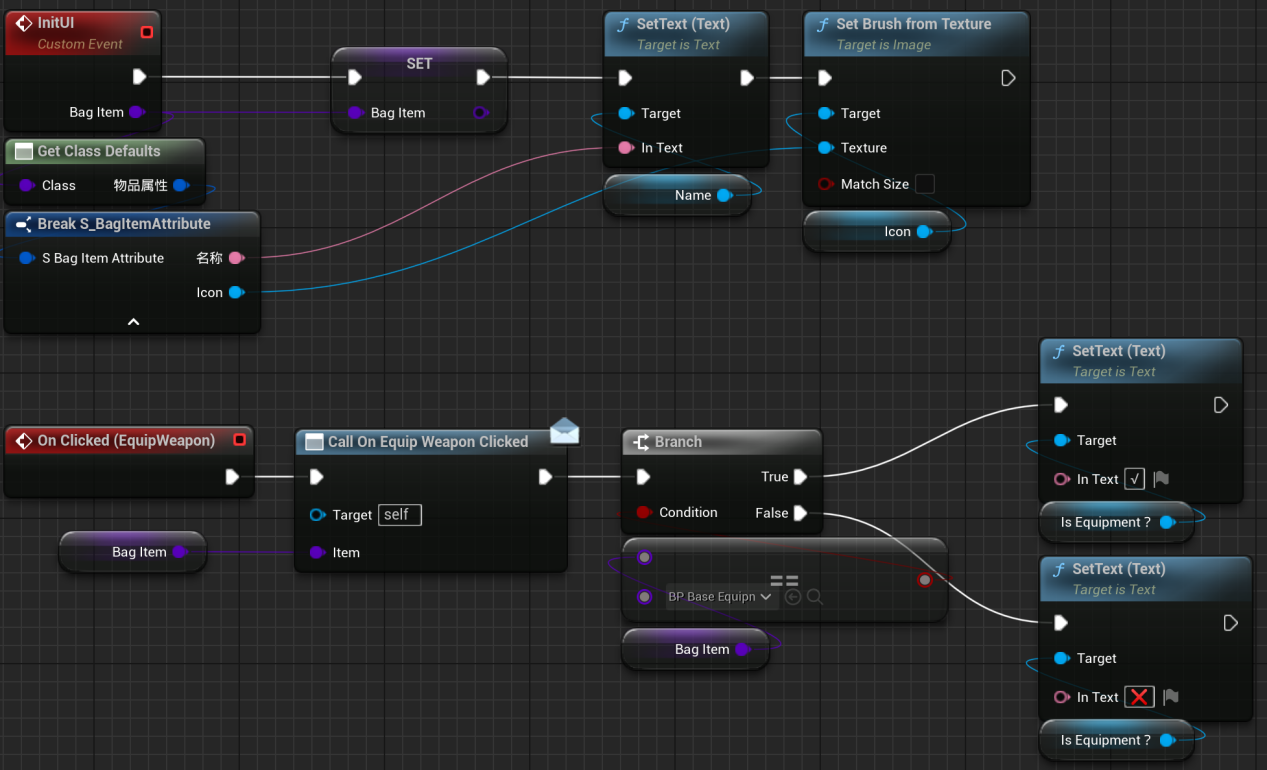 InitUI
Custom Event
Bag Item
SET
Bag Item
SetText (Text)
Target is Text
Target
In Text
Name
Set Brush from Texture
Target is Image
Target
Texture
Match Size
Icon
Get Class Defaults
Class
物品属性
Break S_BagItemAttribute
S Bag Item Attribute
名称
Icon
On Clicked (EquipWeapon)
Bag Item
Call On Equip Weapon Clicked
Target
self
Item
Branch
True
Condition
False
==
BP Base Equipn
Bag Item
SetText (Text)
Target is Text
Target
In Text √
Is Equipment ?
SetText (Text)
Target is Text
Target
In Text ❌
Is Equipment ?